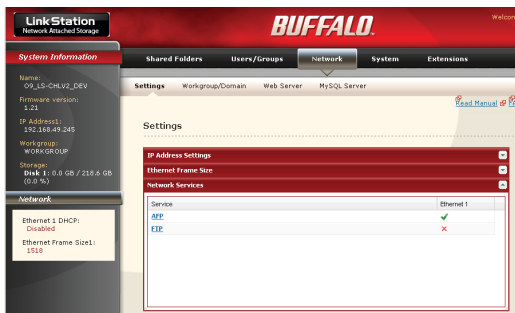 LinkStation
Network Attached Storage
BUFFALO
Welcom
System Information
Shared Folders Users/Groups Network System Extensions
Name:
O9_LS-CHLV2_DEV
Firmware version:
1.21
IP Address1:
192.168.49.245
Workgroup:
WORKGROUP
Storage:
Disk 1: 0.0 GB / 218.6 GB
(0.0 %)
Settings Workgroup/Domain Web Server MySQL Server
Read Manual
Settings
IP Address Settings
Ethernet Frame Size
Network Services
Service Ethernet 1
AFP
FTP
Network
Ethernet 1 DHCP:
Disabled
Ethernet Frame Size1:
1518